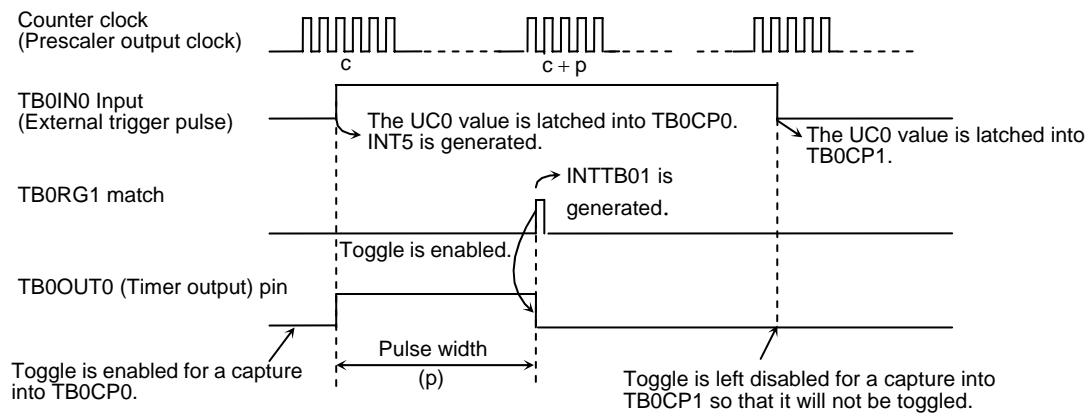 Counter clock
(Prescaler output clock)
c
c + p
TB0IN0 Input
(External trigger pulse)
The UC0 value is latched into TB0CP0.
INT5 is generated.
The UC0 value is latched into
TB0CP1.
INTTB01 is
generated.
TB0RG1 match
Toggle is enabled.
TB0OUT0 (Timer output) pin
Pulse width
(p)
Toggle is enabled for a capture
into TB0CP0.
Toggle is left disabled for a capture into
TB0CP1 so that it will not be toggled.